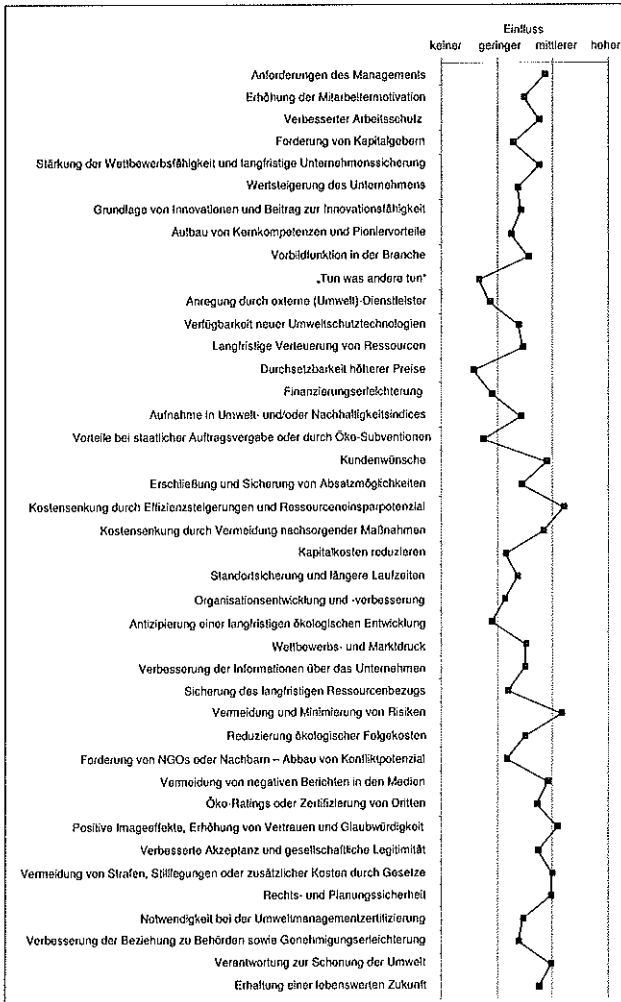 Einfluss
keiner geringer mittlerer hoher
Anforderungen des Managements
Erhöhung der Mitarbeitermotivation
Verbesserter Arbeitsschutz
Forderung von Kapitalgebern
Stärkung der Wettbewerbsfähigkeit und langfristige Unternehmenssicherung
Wertsteigerung des Unternehmens
Grundlage von Innovationen und Beitrag zur Innovationsfähigkeit
Aufbau von Kernkompetenzen und Pioniervorteile
Vorbildfunktion in der Branche
„Tun was andere tun"
Anregung durch externe (Umwelt)-Dienstleister
Verfügbarkeit neuer Umweltschutztechnologien
Langfristige Verteuerung von Ressourcen
Durchsetzbarkeit höherer Preise
Finanzierungserleichterung
Aufnahme in Umwelt- und/oder Nachhaltigkeitsindices
Vorteile bei staatlicher Auftragsvergabe oder durch Öko-Subventionen
Kundenwünsche
Erschließung und Sicherung von Absatzmöglichkeiten
Kostensenkung durch Effizienzsteigerungen und Ressourceneinsparpotenzial
Kostensenkung durch Vermeidung nachsorgender Maßnahmen
Kapitalkosten reduzieren
Standortsicherung und längere Laufzeiten
Organisationsentwicklung und -verbesserung
Antizipierung einer langfristigen ökologischen Entwicklung
Wettbewerbs- und Marktdruck
Verbesserung der Informationen über das Unternehmen
Sicherung des langfristigen Ressourcenbezugs
Vermeidung und Minimierung von Risiken
Reduzierung ökologischer Folgekosten
Forderung von NGOs oder Nachbarn – Abbau von Konfliktpotenzial
Vermeidung von negativen Berichten in den Medien
Öko-Ratings oder Zertifizierung von Dritten
Positive Imageeffekte, Erhöhung von Vertrauen und Glaubwürdigkeit
Verbesserte Akzeptanz und gesellschaftliche Legitimität
Vermeidung von Strafen, Stilllegungen oder zusätzlicher Kosten durch Gesetze
Rechts- und Planungssicherheit
Notwendigkeit bei der Umweltmanagementzertifizierung
Verbesserung der Beziehung zu Behörden sowie Genehmigungserleichterung
Verantwortung zur Schonung der Umwelt
Erhaltung einer lebenswerten Zukunft